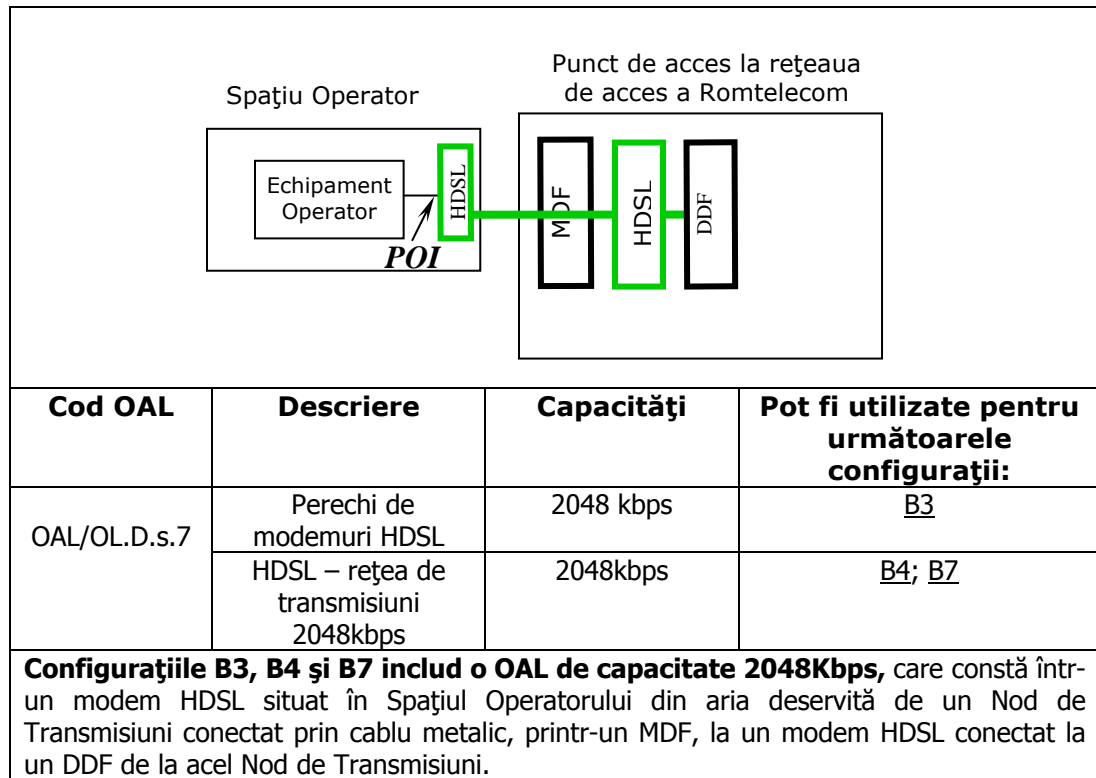 Punct de acces la reţeaua
de acces a Romtelecom
Spaţiu Operator
Echipament
Operator
HDSL
POI
MDF
HDSL
DDF
Cod OAL
Descriere
Capacităţi
Pot fi utilizate pentru
următoarele
configuraţii:
OAL/OL.D.s.7
Perechi de
modemuri HDSL
2048 kbps
B3
HDSL – reţea de
transmisiuni
2048kbps
2048kbps
B4; B7
Configuraţiile B3, B4 şi B7 includ o OAL de capacitate 2048Kbps, care constă într-
un modem HDSL situat în Spaţiul Operatorului din aria deservită de un Nod de
Transmisiuni conectat prin cablu metalic, printr-un MDF, la un modem HDSL conectat la
un DDF de la acel Nod de Transmisiuni.